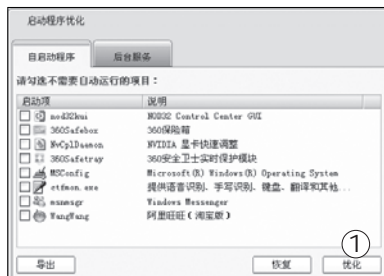 启动程序优化
自启动程序 后台服务
请勾选不需要自动运行的项目：
启动项 说明
nod32kui NOD32 Control Center GUI
360Safebox 360保险箱
NvCplDaemon NVIDIA 显卡快速调整
360Safetray 360安全卫士实时保护模块
MSConfig Microsoft(R) Windows(R) Operating System
ctfmon.exe 提供语音识别、手写识别、键盘、翻译和其他...
msnmsgr Windows Messenger
WangWang 阿里旺旺（淘宝版）
①
导出 恢复 优化